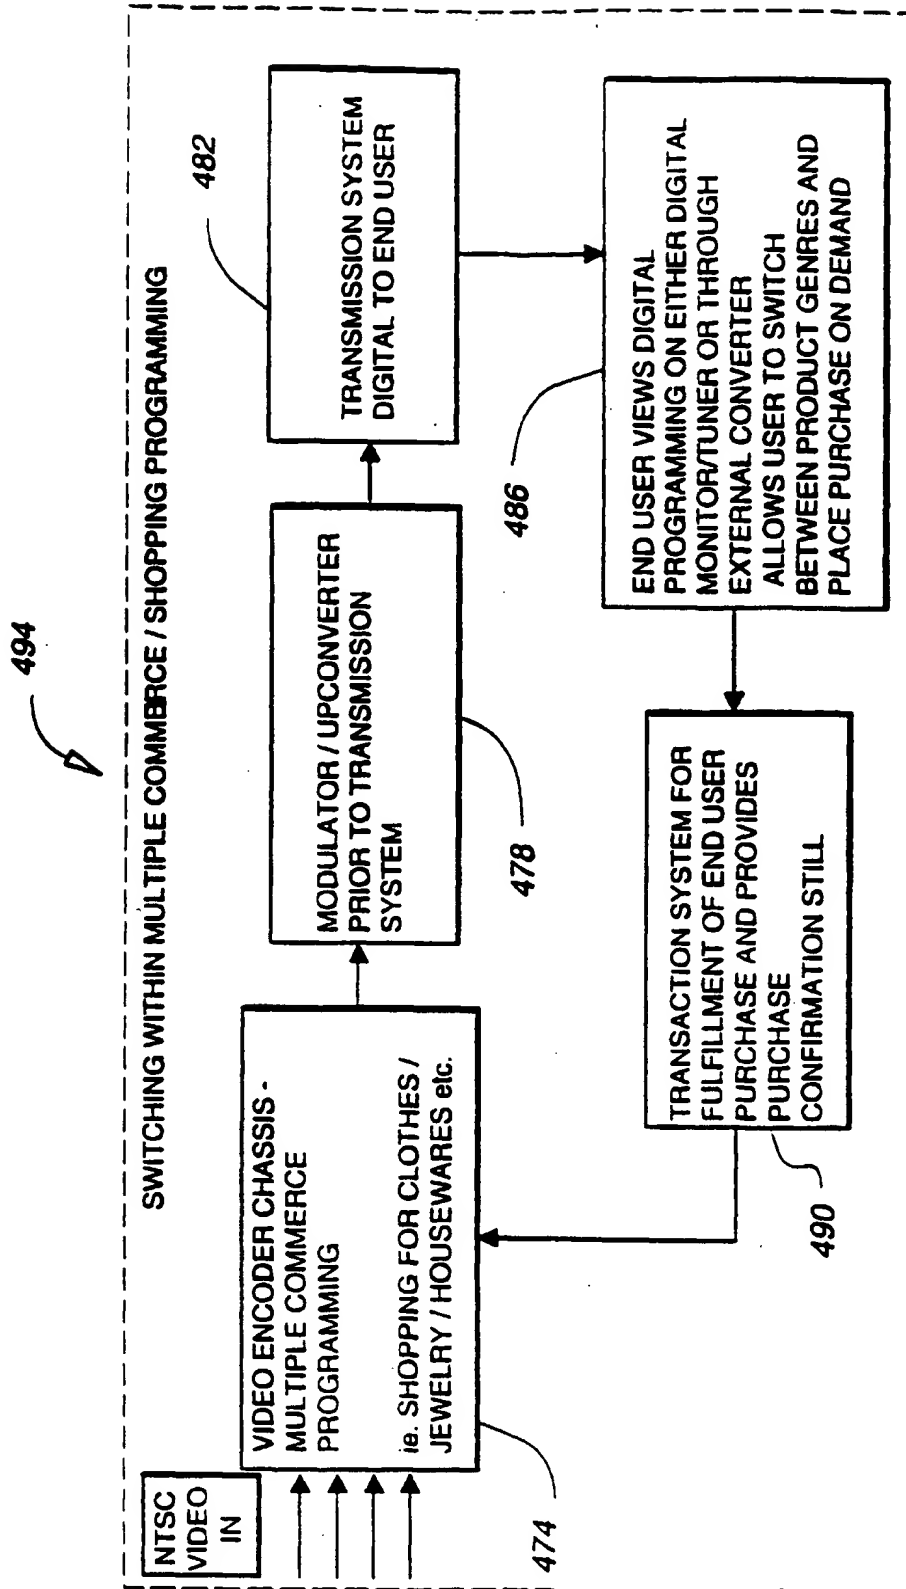 494
SWITCHING WITHIN MULTIPLE COMMERCE / SHOPPING PROGRAMMING
NTSC
VIDEO
IN
VIDEO ENCODER CHASSIS -
MULTIPLE COMMERCE
PROGRAMMING
ie. SHOPPING FOR CLOTHES /
JEWELRY / HOUSEWARES etc.
474
MODULATOR / UPCONVERTER
PRIOR TO TRANSMISSION
SYSTEM
478
TRANSMISSION SYSTEM
DIGITAL TO END USER
482
END USER VIEWS DIGITAL
PROGRAMMING ON EITHER DIGITAL
MONITOR/TUNER OR THROUGH
EXTERNAL CONVERTER
ALLOWS USER TO SWITCH
BETWEEN PRODUCT GENRES AND
PLACE PURCHASE ON DEMAND
486
TRANSACTION SYSTEM FOR
FULFILLMENT OF END USER
PURCHASE AND PROVIDES
PURCHASE
CONFIRMATION STILL
490